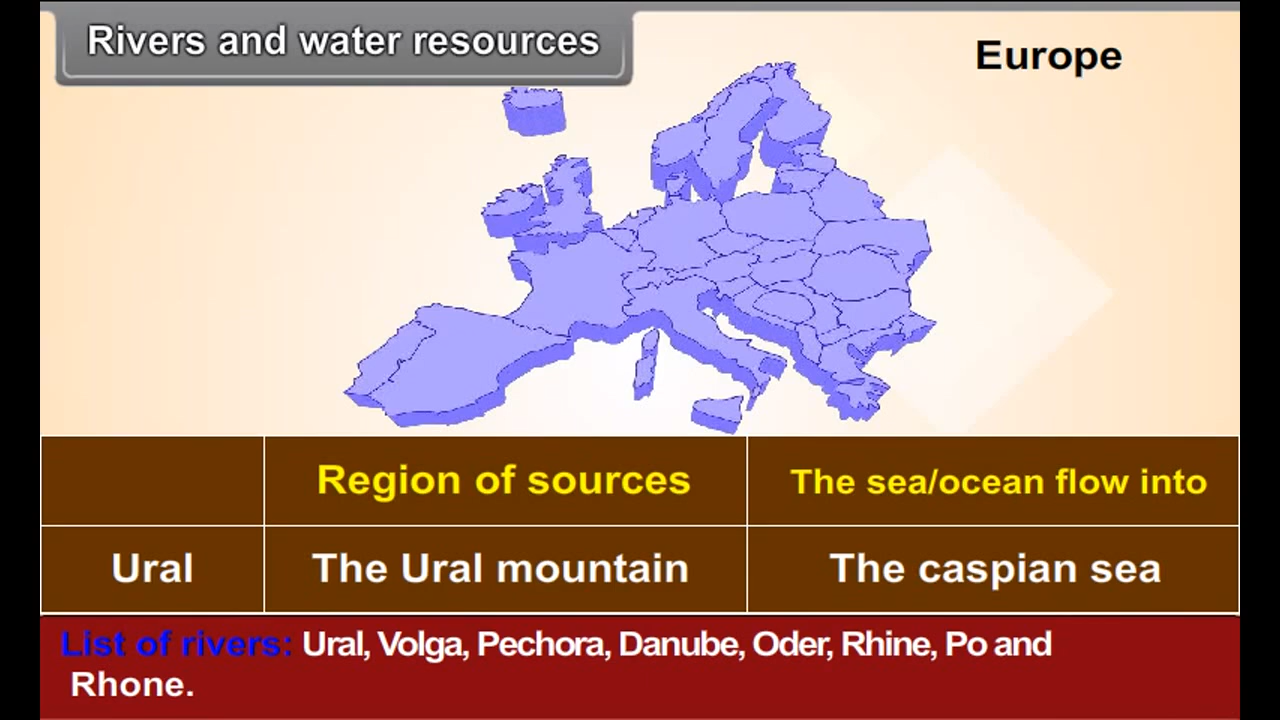 Rivers and water resources
Europe
Region of sources
The sea/ocean flow into
Ural
The Ural mountain
The caspian sea
List of rivers: Ural, Volga, Pechora, Danube, Oder, Rhine, Po and
Rhone.